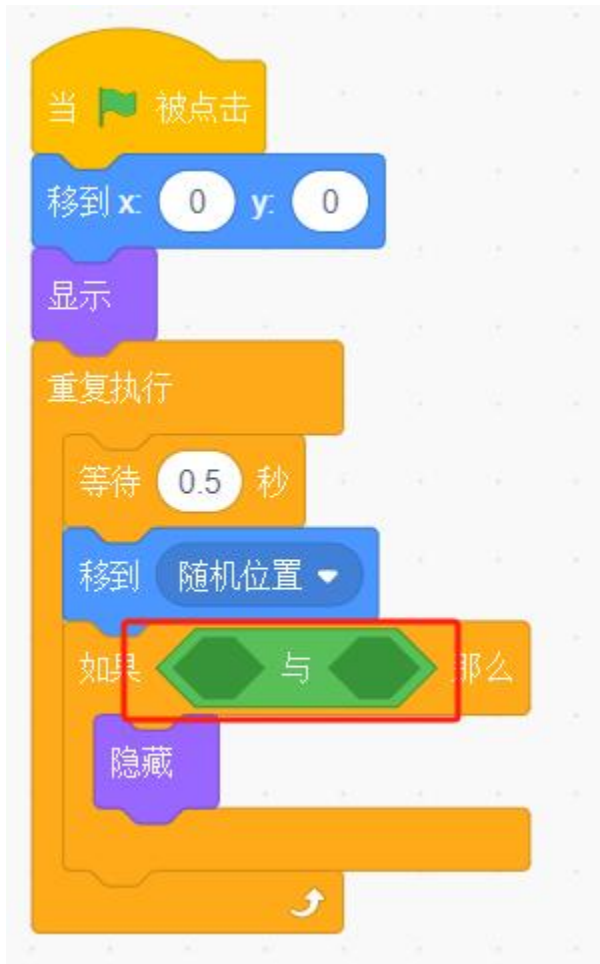 当 被点击
移到 x: 0 y: 0
显示
重复执行
等待 0.5 秒
移到 随机位置
如果 与 那么
隐藏